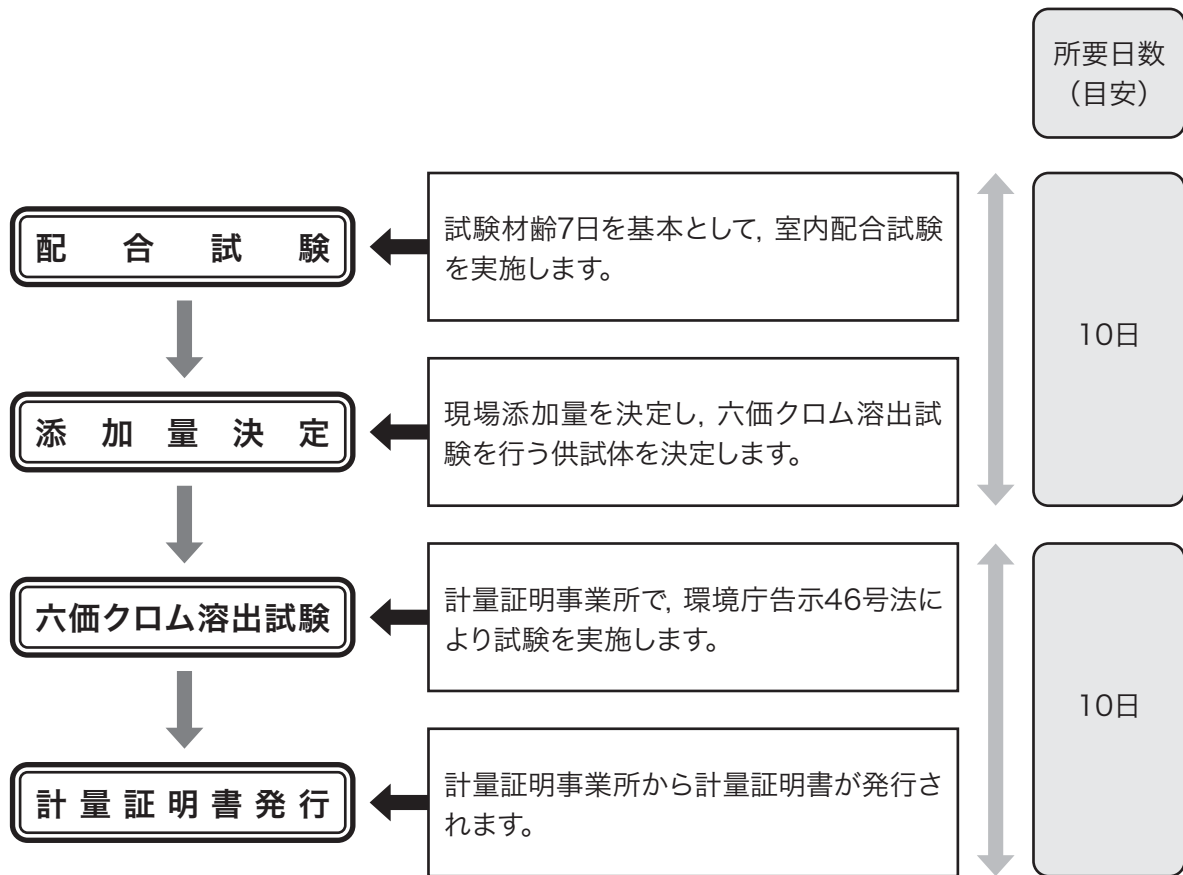 所要日数
（目安）
配合試験
試験材齢7日を基本として，室内配合試験
を実施します。
10日
添加量決定
現場添加量を決定し，六価クロム溶出試
験を行う供試体を決定します。
六価クロム溶出試験
計量証明事業所で，環境庁告示46号法に
より試験を実施します。
10日
計量証明書発行
計量証明事業所から計量証明書が発行さ
れます。